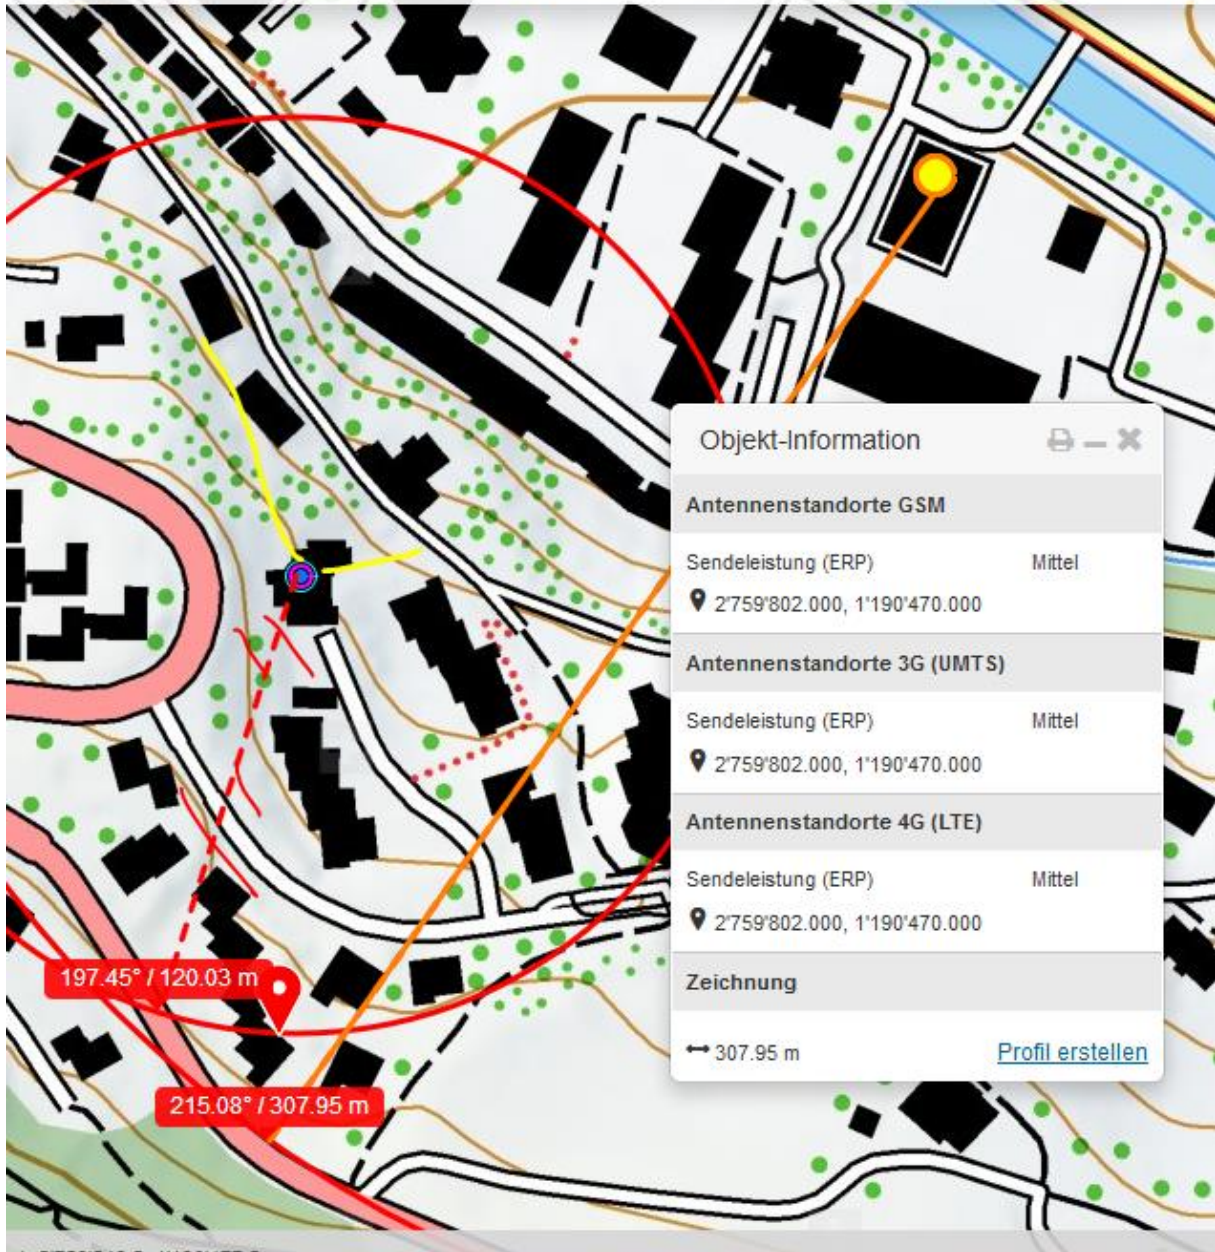 Objekt-Information
Antennenstandorte GSM
Sendeleistung (ERP) Mittel
2'759'802.000, 1'190'470.000
Antennenstandorte 3G (UMTS)
Sendeleistung (ERP) Mittel
2'759'802.000, 1'190'470.000
Antennenstandorte 4G (LTE)
Sendeleistung (ERP) Mittel
2'759'802.000, 1'190'470.000
Zeichnung
307.95 m Profil erstellen
197.45° / 120.03 m
215.08° / 307.95 m